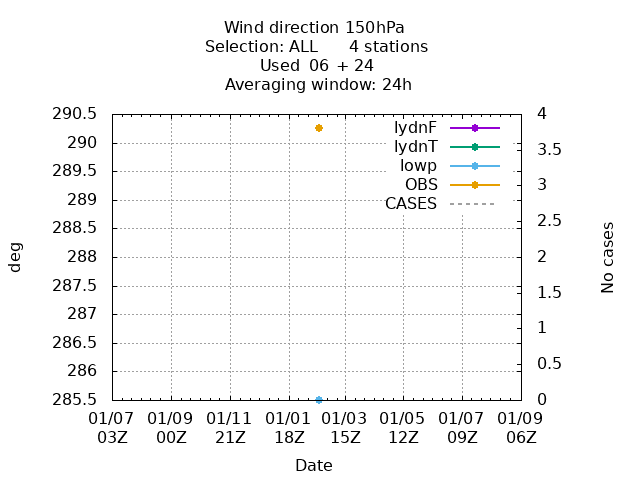 Wind direction 150hPa
Selection: ALL 4 stations
Used 06 + 24
Averaging window: 24h
290.5
290
289.5
289
288.5
288
287.5
287
286.5
286
285.5
deg
4
3.5
3
2.5
2
1.5
1
0.5
0
No cases
lydnF
lydnT
lowp
OBS
CASES
01/07 01/09 01/11 01/01 01/03 01/05 01/07 01/09
03Z 00Z 21Z 18Z 15Z 12Z 09Z 06Z
Date